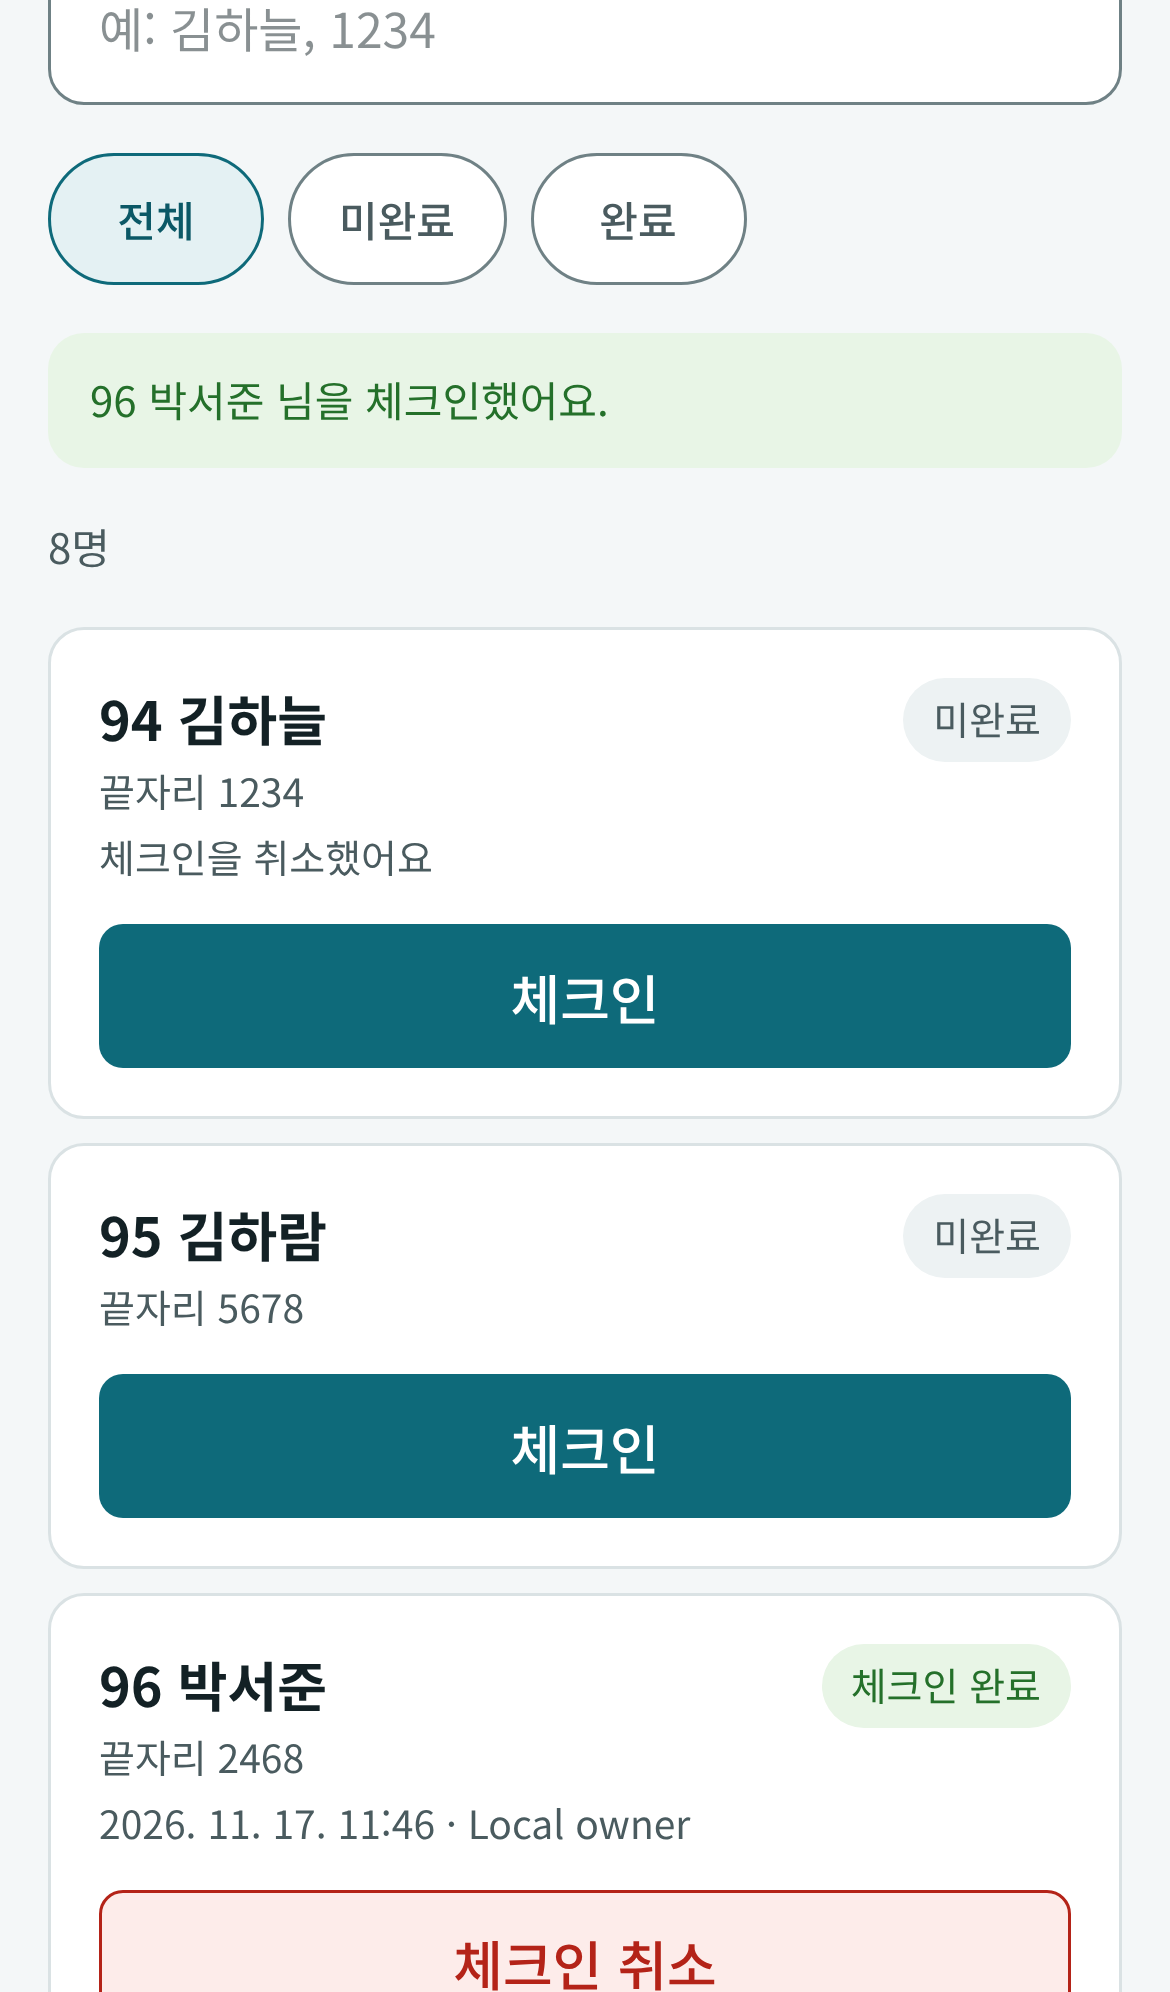 예: 김하늘, 1234
전체
미완료
완료
96 박서준 님을 체크인했어요.
8명
94 김하늘
미완료
끝자리 1234
체크인을 취소했어요
체크인
95 김하람
미완료
끝자리 5678
체크인
96 박서준
체크인 완료
끝자리 2468
2026. 11. 17. 11:46 · Local owner
체크인 취소